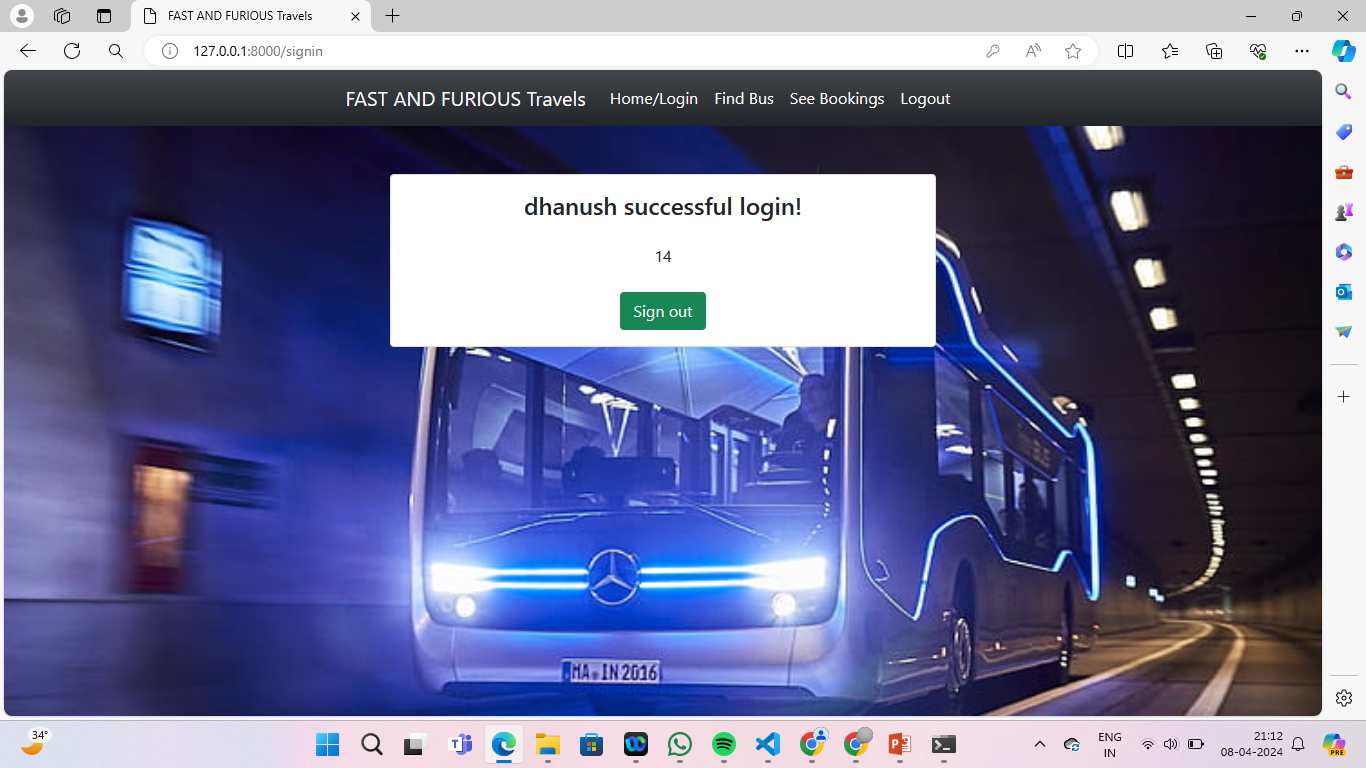 FAST AND FURIOUS Travels
127.0.0.1:8000/signin
FAST AND FURIOUS Travels Home/Login Find Bus See Bookings Logout
dhanush successful login!
14
Sign out
BUS
MA IN 2016
34°
ENG
IN
21:12
08-04-2024
PRE